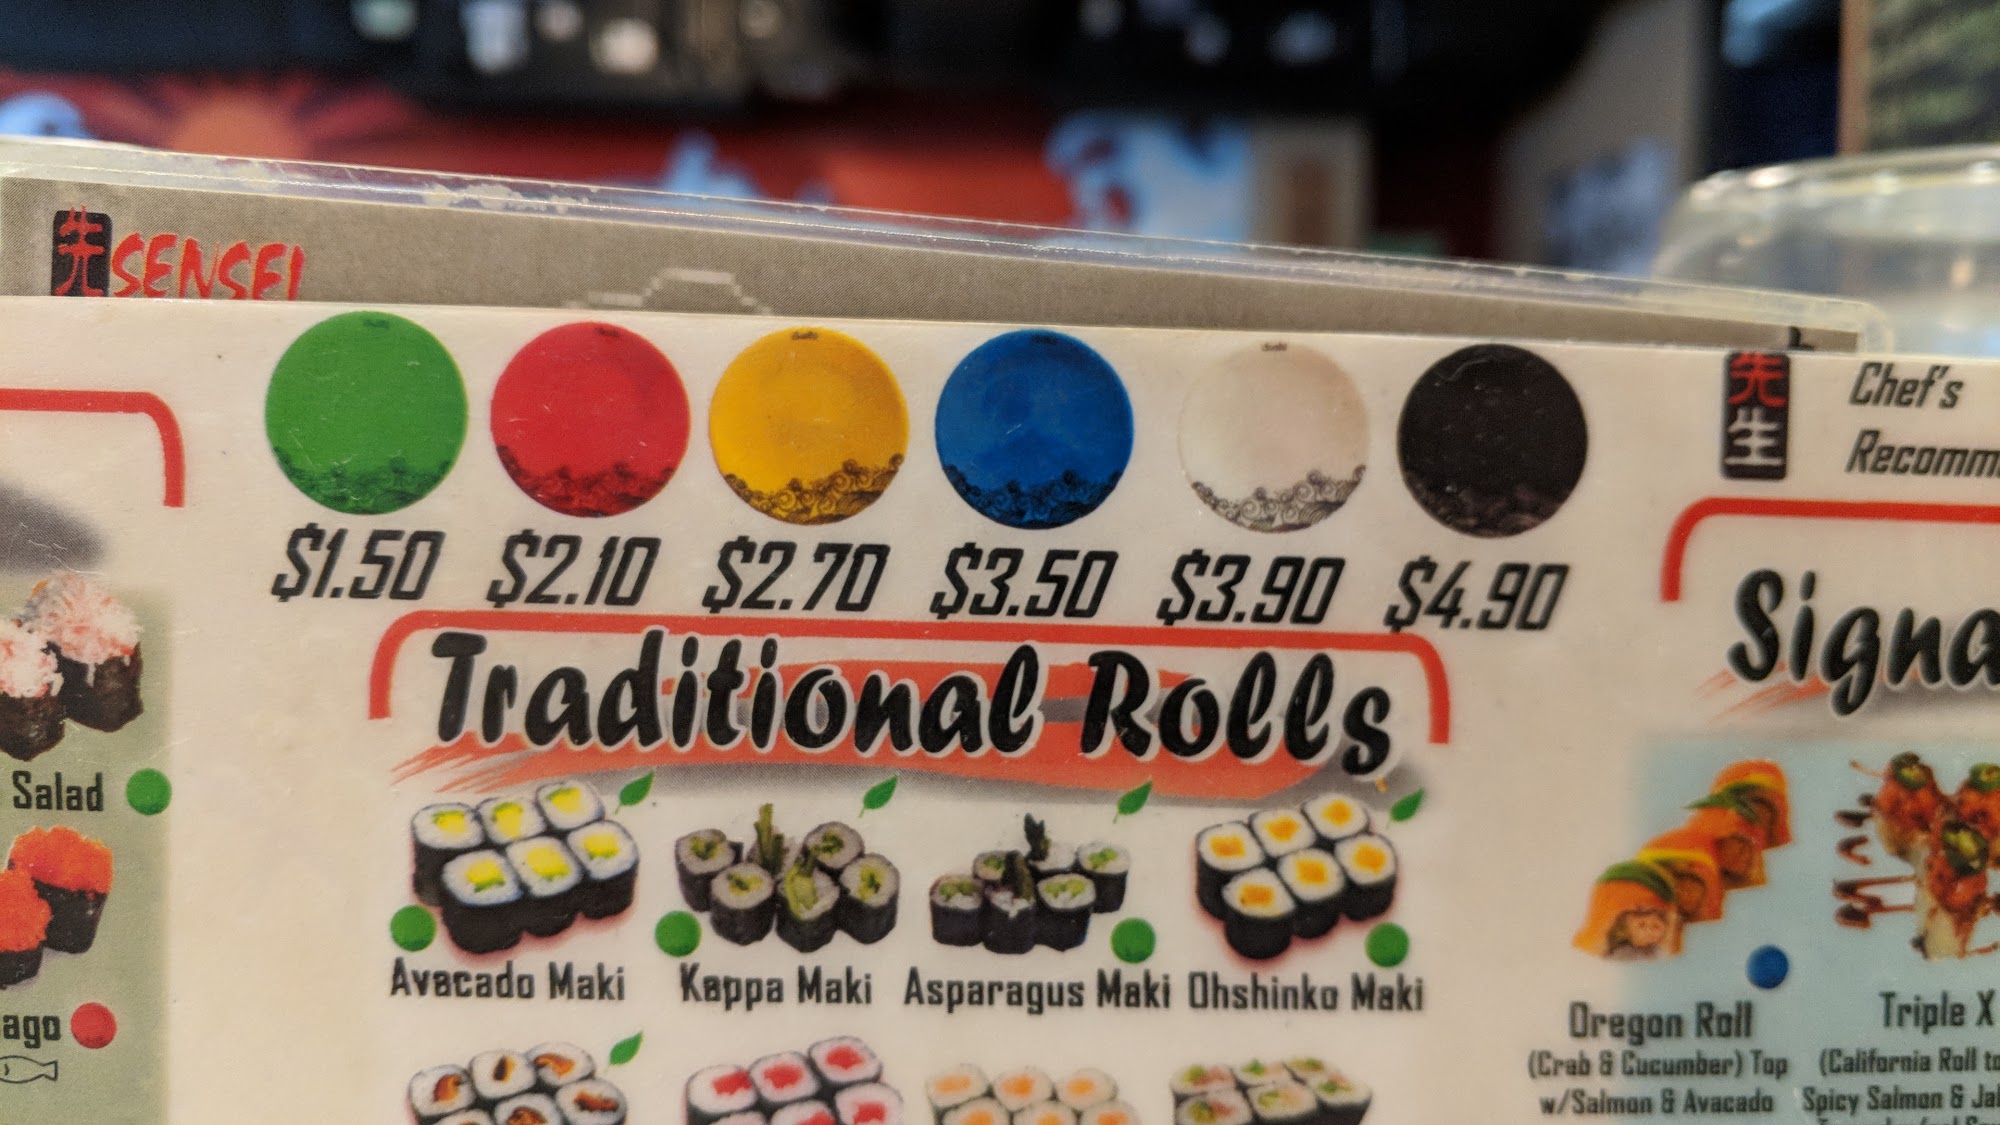 先 SENSEI
$1.50 $2.10 $2.70 $3.50 $3.90 $4.90
先生
Chef's
Recomm
Traditional Rolls
Signa
Salad
ago
Avacado Maki
Kappa Maki
Asparagus Maki
Ohshinko Maki
Oregon Roll
(Crab & Cucumber) Top
w/Salmon & Avacado
Triple X
(California Roll to
Spicy Salmon & Jal